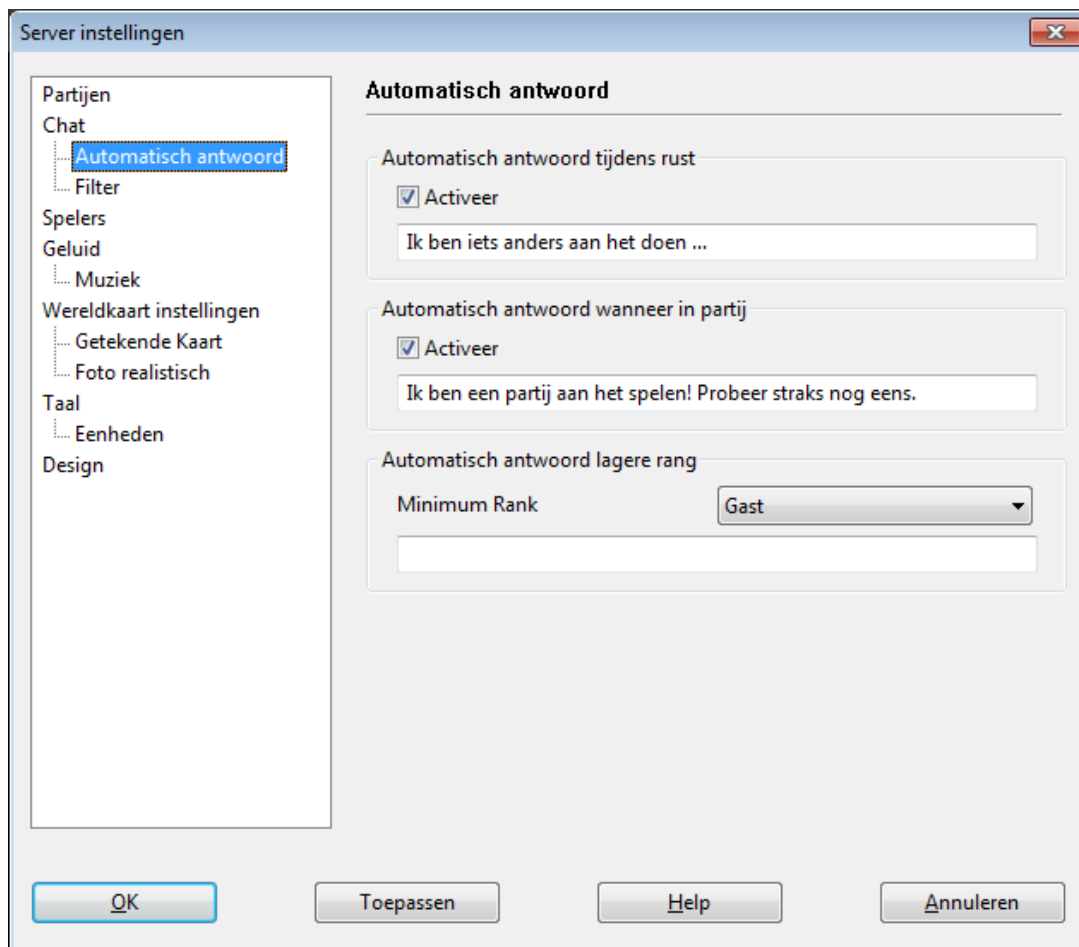 Server instellingen
Partijen
Chat
Automatisch antwoord
Filter
Spelers
Geluid
Muziek
Wereldkaart instellingen
Getekende Kaart
Foto realistisch
Taal
Eenheden
Design
Automatisch antwoord
Automatisch antwoord tijdens rust
Activeer
Ik ben iets anders aan het doen ...
Automatisch antwoord wanneer in partij
Activeer
Ik ben een partij aan het spelen! Probeer straks nog eens.
Automatisch antwoord lagere rang
Minimum Rank Gast
OK Toepassen Help Annuleren